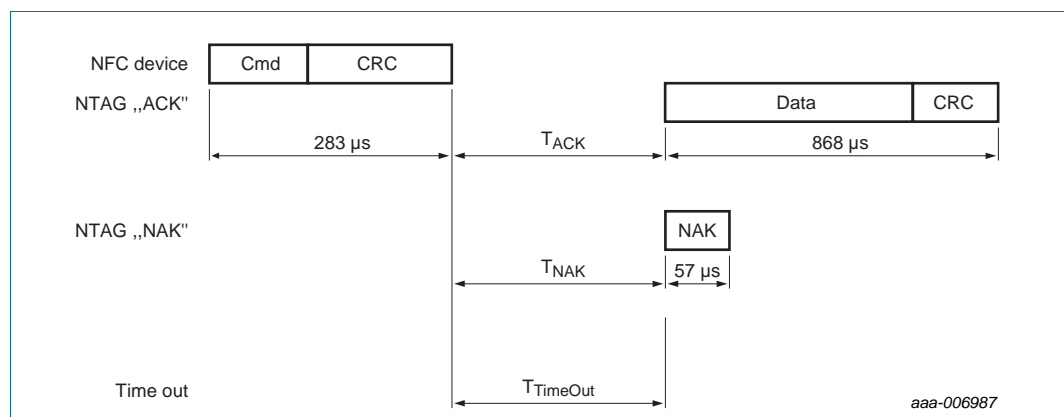 NFC device Cmd CRC
NTAG ,,ACK" Data CRC
283 µs TACK 868 µs
NTAG ,,NAK" NAK
TNAK 57 µs
Time out TTimeOut
aaa-006987